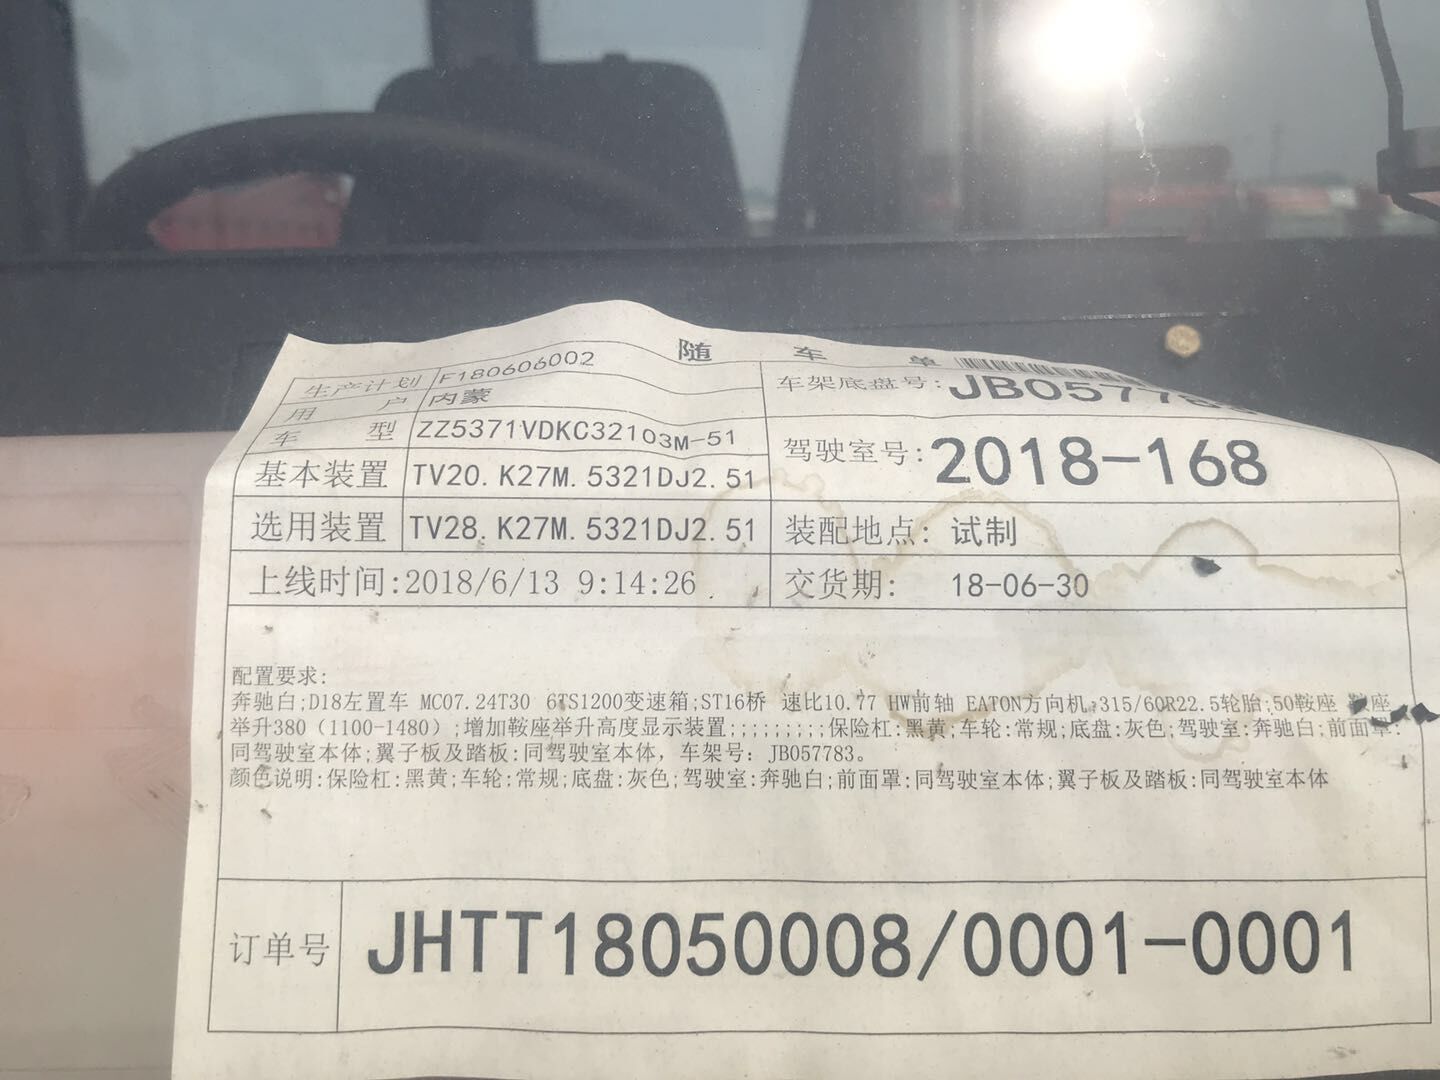 随 车 单
生产计划 F180606002
车架底盘号: JB057783
用 户 内蒙
车 型 ZZ5371VDKC32103M-51
驾驶室号: 2018-168
基本装置 TV20.K27M.5321DJ2.51
选用装置 TV28.K27M.5321DJ2.51
装配地点: 试制
上线时间:2018/6/13 9:14:26
交货期: 18-06-30
配置要求:
奔驰白;D18左置车 MC07.24T30 6TS1200变速箱;ST16桥 速比10.77 HW前轴 EATON方向机;315/60R22.5轮胎;50鞍座 鞍座
举升380（1100-1480）;增加鞍座举升高度显示装置;;;;;;;;;保险杠:黑黄;车轮:常规;底盘:灰色;驾驶室:奔驰白;前面罩:
同驾驶室本体;翼子板及踏板:同驾驶室本体，车架号：JB057783。
颜色说明:保险杠:黑黄;车轮:常规;底盘:灰色;驾驶室:奔驰白;前面罩:同驾驶室本体;翼子板及踏板:同驾驶室本体
订单号 JHTT18050008/0001-0001